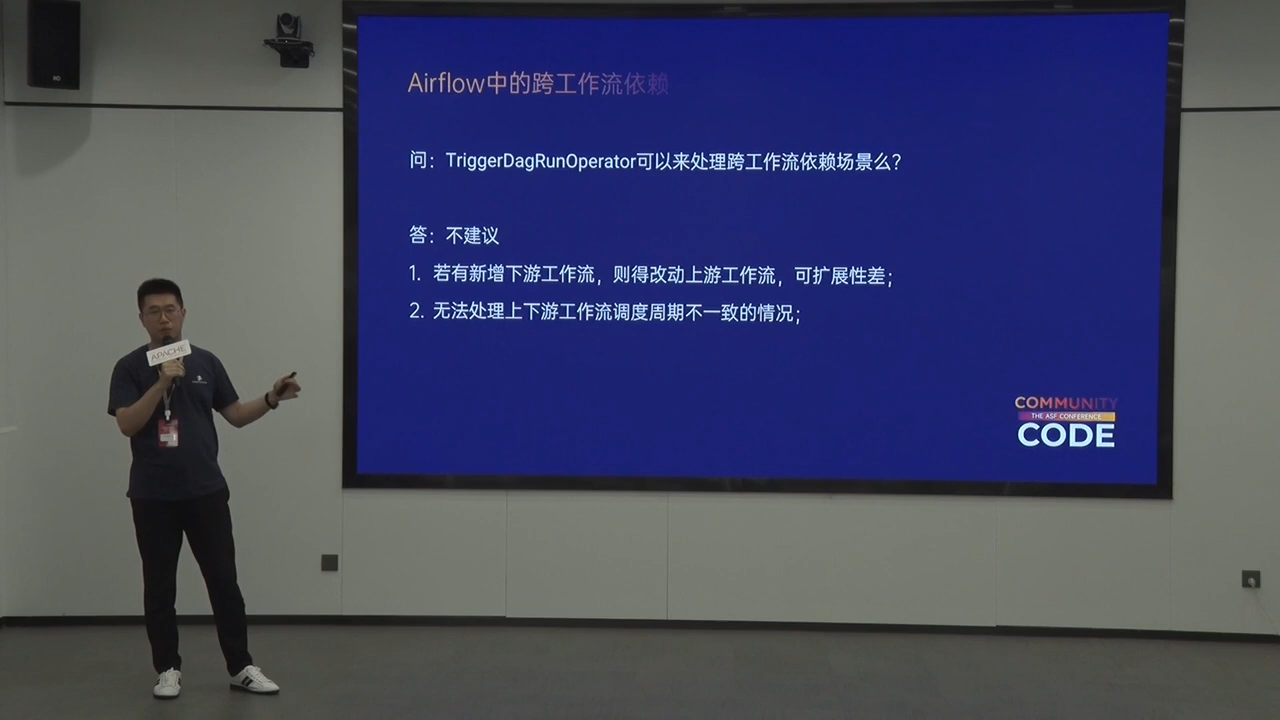 Airflow中的跨工作流依赖
问：TriggerDagRunOperator可以来处理跨工作流依赖场景么？
答：不建议
1. 若有新增下游工作流，则得改动上游工作流，可扩展性差；
2. 无法处理上下游工作流调度周期不一致的情况；
COMMUNITY
THE ASF CONFERENCE
CODE
APACHE